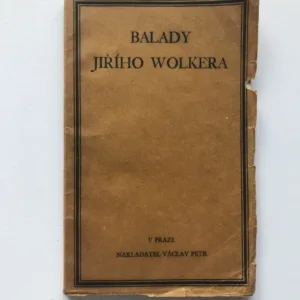 BALADY
JIŘÍHO WOLKERA
V PRAZE
NAKLADATEL VÁCLAV PETR